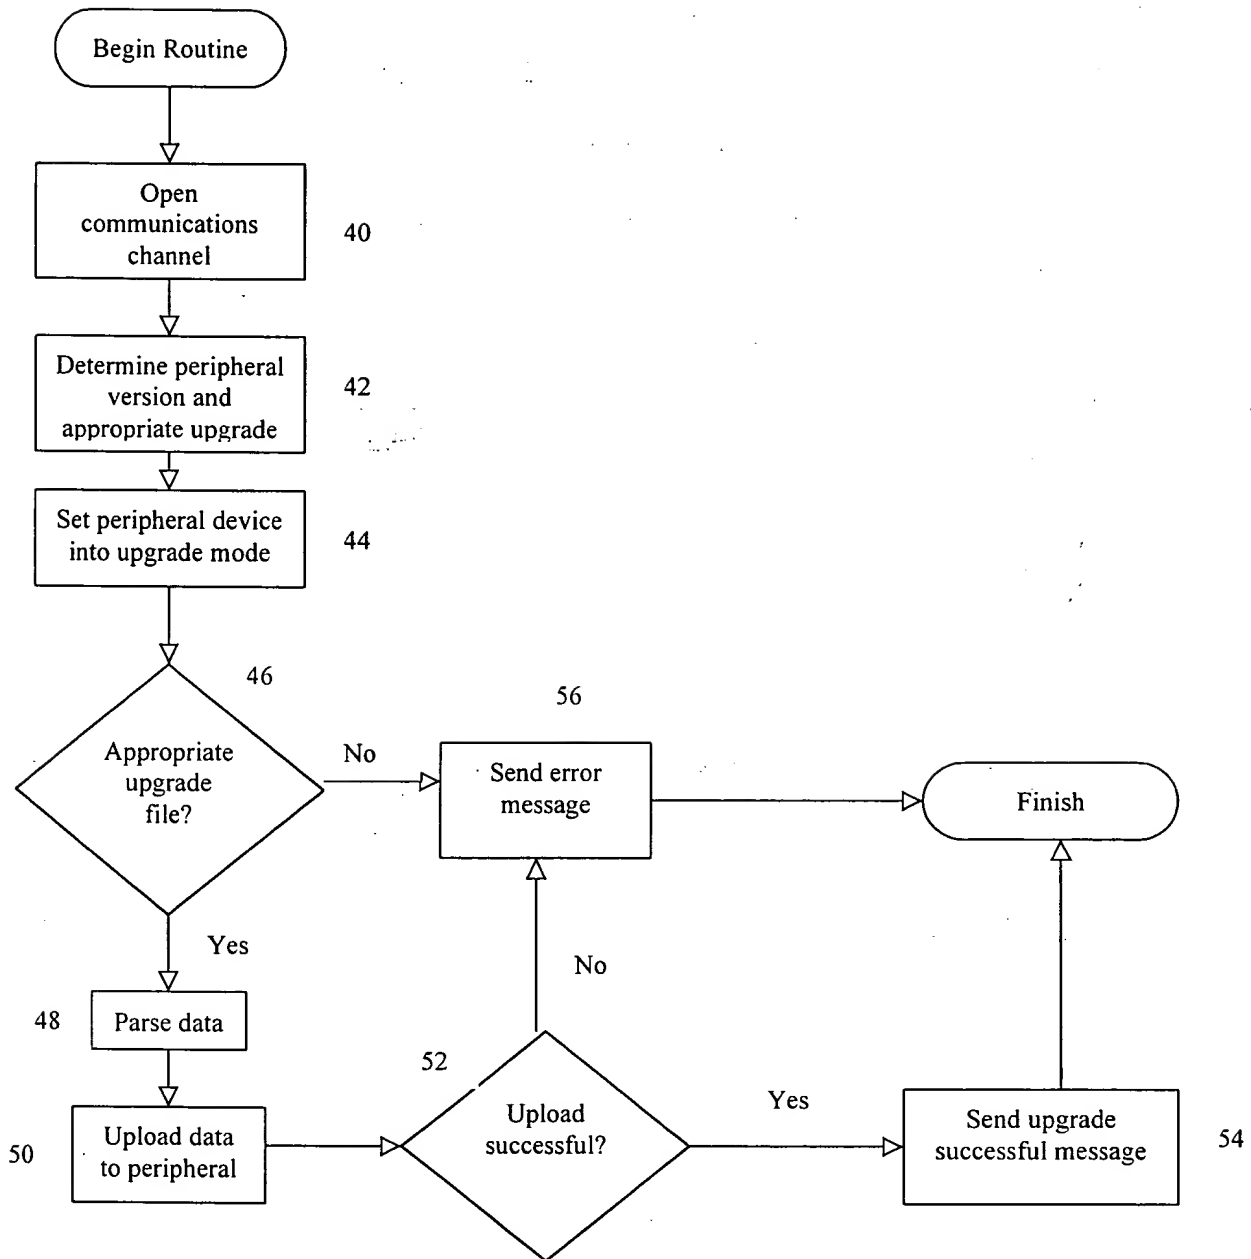 Begin Routine
Open
communications
channel
40
Determine peripheral
version and
appropriate upgrade
42
Set peripheral device
into upgrade mode
44
46
Appropriate
upgrade
file?
No
56
Send error
message
Finish
Yes
No
48
Parse data
52
Upload
successful?
Yes
Send upgrade
successful message
54
50
Upload data
to peripheral